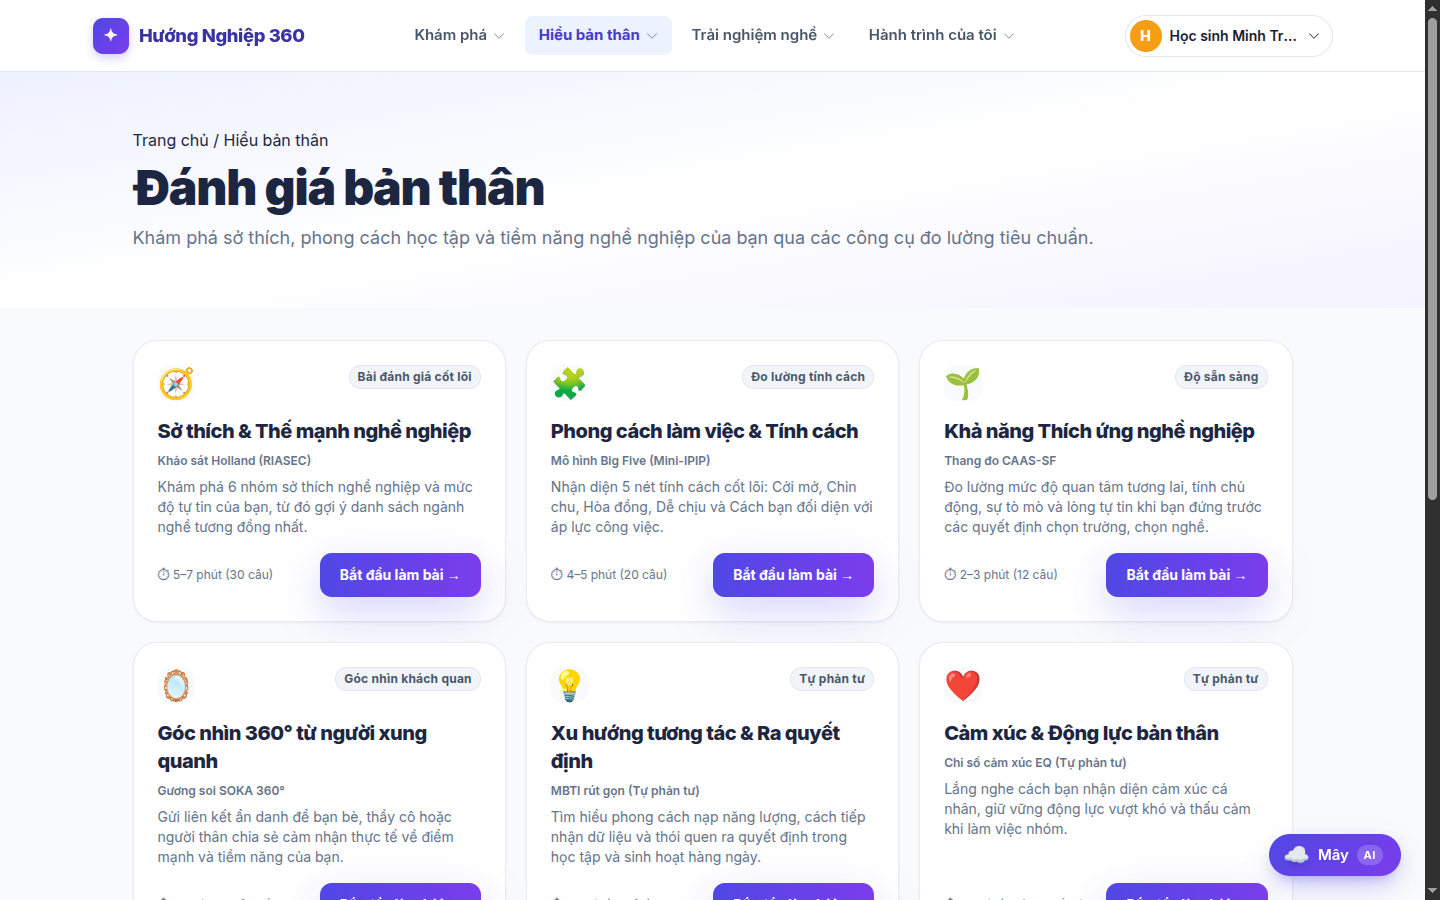 Hướng Nghiệp 360
Khám phá
Hiểu bản thân
Trải nghiệm nghề
Hành trình của tôi
H
Học sinh Minh Tr...
Trang chủ / Hiểu bản thân
Đánh giá bản thân
Khám phá sở thích, phong cách học tập và tiềm năng nghề nghiệp của bạn qua các công cụ đo lường tiêu chuẩn.
Bài đánh giá cốt lõi
Sở thích & Thế mạnh nghề nghiệp
Khảo sát Holland (RIASEC)
Khám phá 6 nhóm sở thích nghề nghiệp và mức
độ tự tin của bạn, từ đó gợi ý danh sách ngành
nghề tương đồng nhất.
5–7 phút (30 câu)
Bắt đầu làm bài →
Đo lường tính cách
Phong cách làm việc & Tính cách
Mô hình Big Five (Mini-IPIP)
Nhận diện 5 nét tính cách cốt lõi: Cởi mở, Chỉn
chu, Hòa đồng, Dễ chịu và Cách bạn đối diện với
áp lực công việc.
4–5 phút (20 câu)
Bắt đầu làm bài →
Độ sẵn sàng
Khả năng Thích ứng nghề nghiệp
Thang đo CAAS-SF
Đo lường mức độ quan tâm tương lai, tính chủ
động, sự tò mò và lòng tự tin khi bạn đứng trước
các quyết định chọn trường, chọn nghề.
2–3 phút (12 câu)
Bắt đầu làm bài →
Góc nhìn khách quan
Góc nhìn 360° từ người xung
quanh
Gương soi SOKA 360°
Gửi liên kết ẩn danh để bạn bè, thầy cô hoặc
người thân chia sẻ cảm nhận thực tế về điểm
mạnh và tiềm năng của bạn.
Tự phản tư
Xu hướng tương tác & Ra quyết
định
MBTI rút gọn (Tự phản tư)
Tìm hiểu phong cách nạp năng lượng, cách tiếp
nhận dữ liệu và thói quen ra quyết định trong
học tập và sinh hoạt hàng ngày.
Tự phản tư
Cảm xúc & Động lực bản thân
Chỉ số cảm xúc EQ (Tự phản tư)
Lắng nghe cách bạn nhận diện cảm xúc cá
nhân, giữ vững động lực vượt khó và thấu cảm
khi làm việc nhóm.
Mây AI